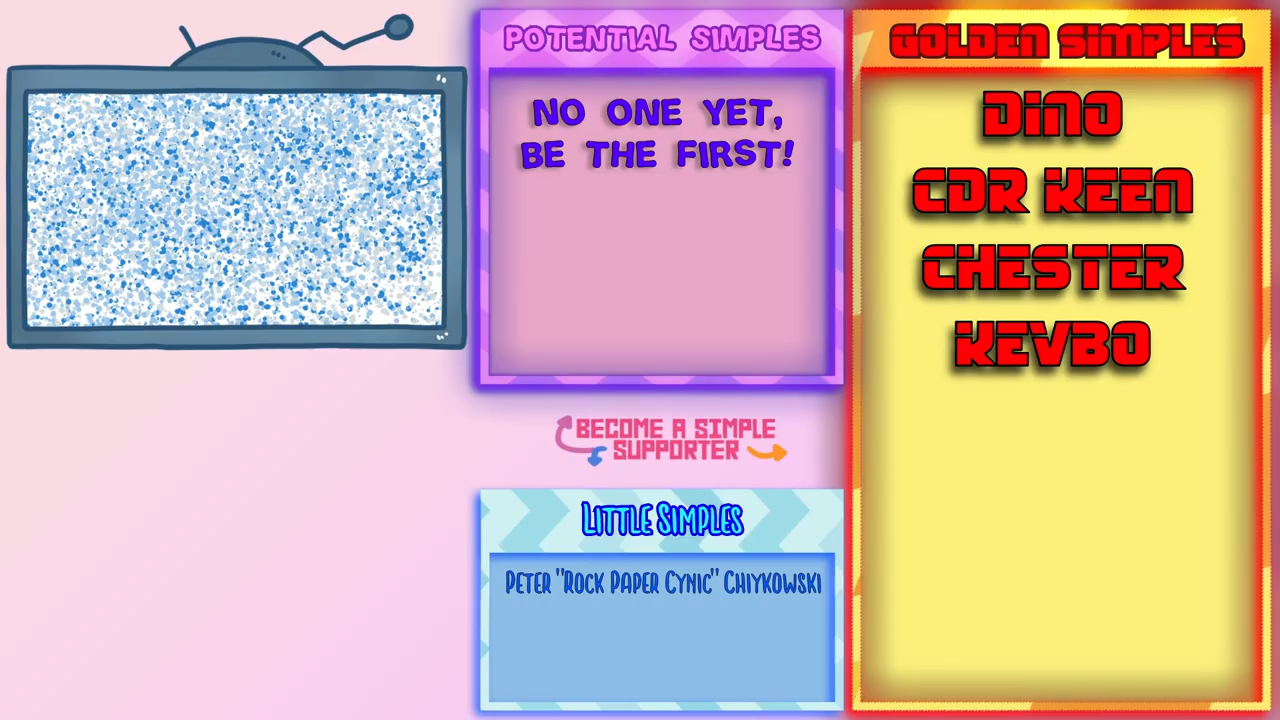 POTENTIAL SIMPLES
NO ONE YET,
BE THE FIRST!
BECOME A SIMPLE
SUPPORTER
LITTLE SIMPLES
PETER "ROCK PAPER CYNIC" CHIYKOWSKI
GOLDEN SIMPLES
DINO
CDR KEEN
CHESTER
KEVBO